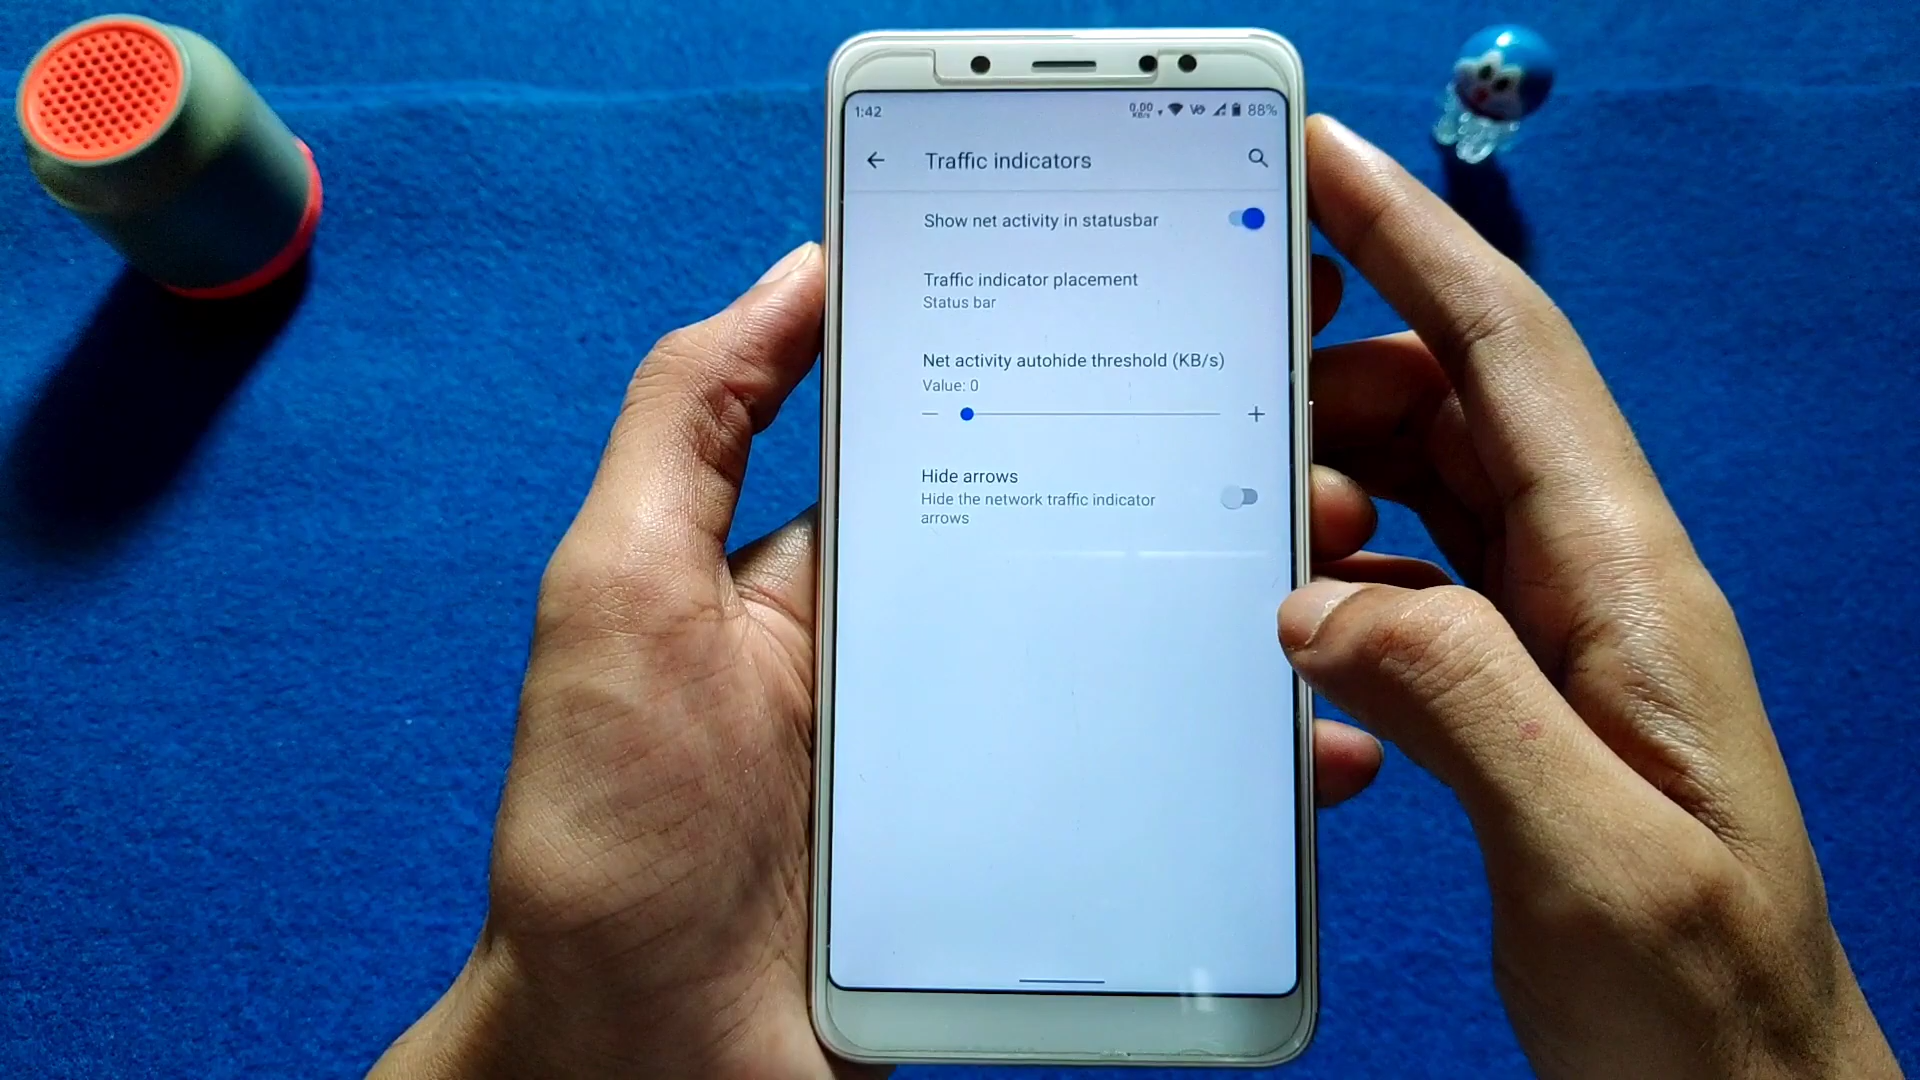 1:42
0.00
KB/s
88%
Traffic indicators
Show net activity in statusbar
Traffic indicator placement
Status bar
Net activity autohide threshold (KB/s)
Value: 0
Hide arrows
Hide the network traffic indicator
arrows